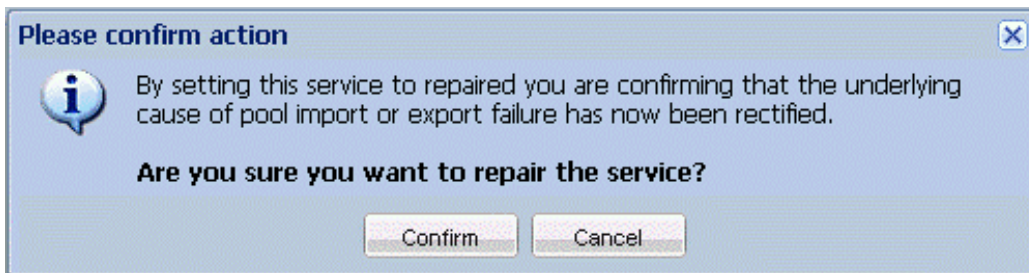 Please confirm action
By setting this service to repaired you are confirming that the underlying
cause of pool import or export failure has now been rectified.
Are you sure you want to repair the service?
Confirm Cancel